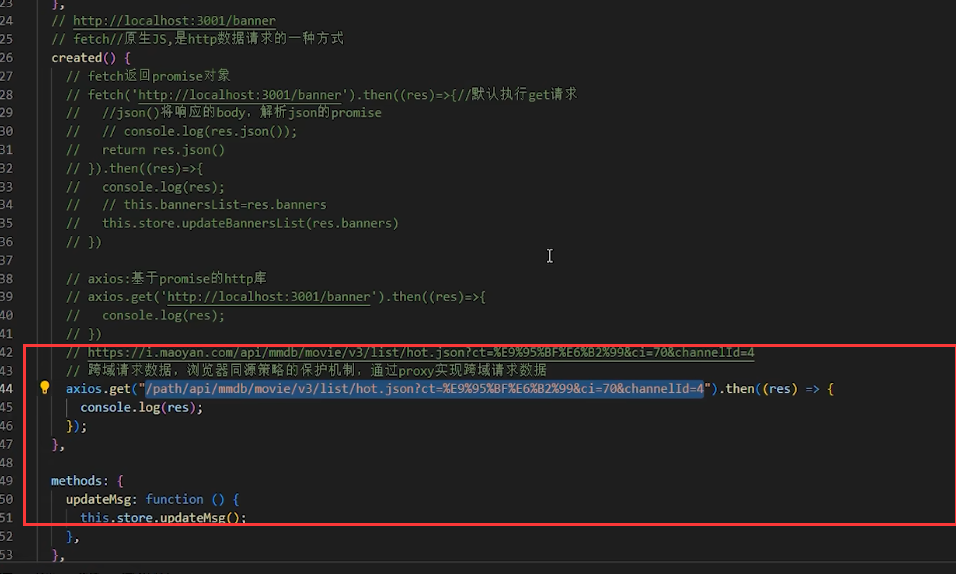 23 },
24 // http://localhost:3001/banner
25 // fetch//原生JS,是http数据请求的一种方式
26 created() {
27 // fetch返回promise对象
28 // fetch('http://localhost:3001/banner').then((res)=>{//默认执行get请求
29 // //json()将响应的body，解析json的promise
30 // // console.log(res.json());
31 // return res.json()
32 // }).then((res)=>{
33 // console.log(res);
34 // // this.bannersList=res.banners
35 // this.store.updateBannersList(res.banners)
36 // })
37
38 // axios:基于promise的http库
39 // axios.get('http://localhost:3001/banner').then((res)=>{
40 // console.log(res);
41 // })
42 // https://i.maoyan.com/api/mmdb/movie/v3/list/hot.json?ct=%E9%95%BF%E6%B2%99&ci=70&channelId=4
43 // 跨域请求数据，浏览器同源策略的保护机制，通过proxy实现跨域请求数据
44 axios.get("/path/api/mmdb/movie/v3/list/hot.json?ct=%E9%95%BF%E6%B2%99&ci=70&channelId=4").then((res) => {
45 console.log(res);
46 });
47 },
48
49 methods: {
50 updateMsg: function () {
51 this.store.updateMsg();
52 },
53 },